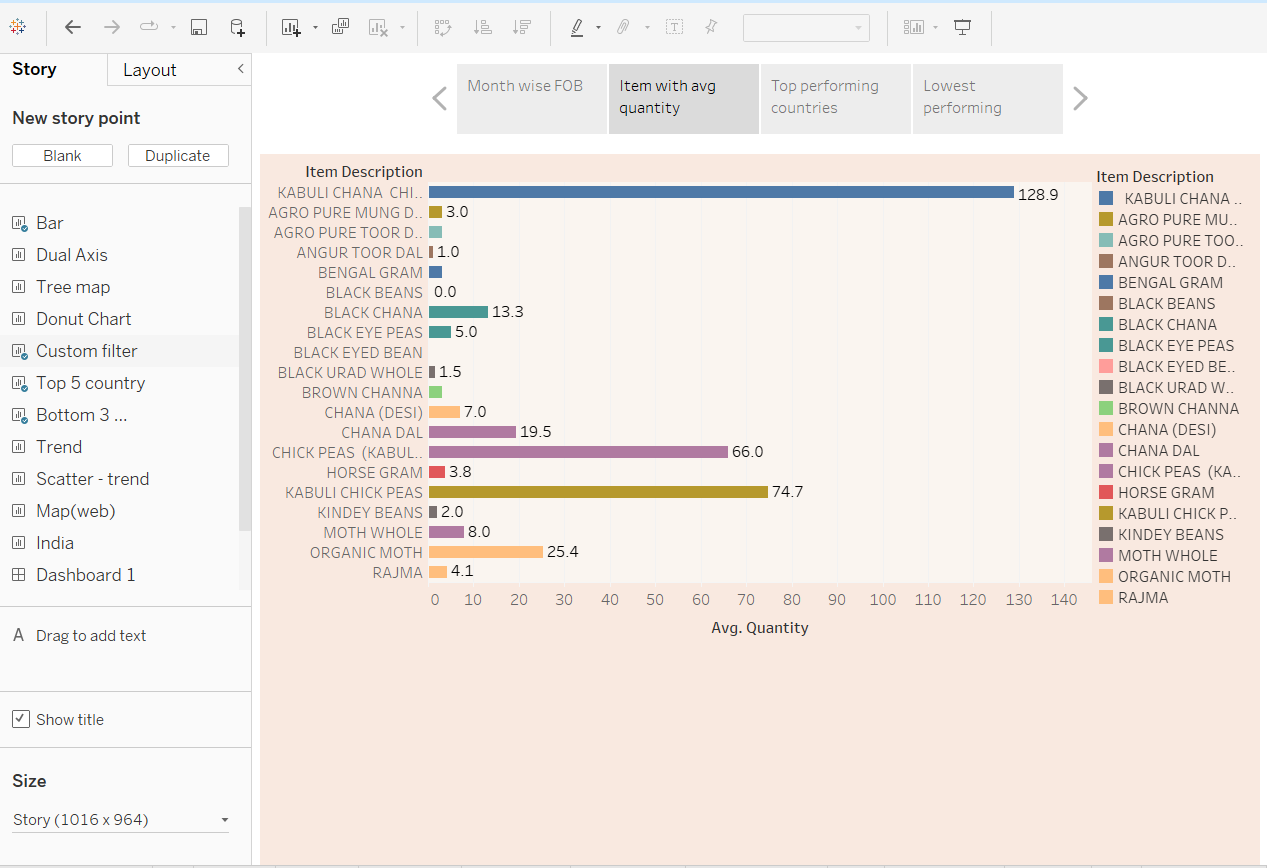 Story
Layout
New story point
Blank
Duplicate
Bar
Dual Axis
Tree map
Donut Chart
Custom filter
Top 5 country
Bottom 3 ...
Trend
Scatter - trend
Map(web)
India
Dashboard 1
A Drag to add text
Show title
Size
Story (1016 x 964)
Month wise FOB
Item with avg
quantity
Top performing
countries
Lowest
performing
Item Description
KABULI CHANA CHI.. 128.9
AGRO PURE MUNG D.. 3.0
AGRO PURE TOOR D..
ANGUR TOOR DAL 1.0
BENGAL GRAM
BLACK BEANS 0.0
BLACK CHANA 13.3
BLACK EYE PEAS 5.0
BLACK EYED BEAN
BLACK URAD WHOLE 1.5
BROWN CHANNA
CHANA (DESI) 7.0
CHANA DAL 19.5
CHICK PEAS (KABUL.. 66.0
HORSE GRAM 3.8
KABULI CHICK PEAS 74.7
KINDEY BEANS 2.0
MOTH WHOLE 8.0
ORGANIC MOTH 25.4
RAJMA 4.1
0 10 20 30 40 50 60 70 80 90 100 110 120 130 140
Avg. Quantity
Item Description
KABULI CHANA ..
AGRO PURE MU..
AGRO PURE TOO..
ANGUR TOOR D..
BENGAL GRAM
BLACK BEANS
BLACK CHANA
BLACK EYE PEAS
BLACK EYED BE..
BLACK URAD W..
BROWN CHANNA
CHANA (DESI)
CHANA DAL
CHICK PEAS (KA..
HORSE GRAM
KABULI CHICK P..
KINDEY BEANS
MOTH WHOLE
ORGANIC MOTH
RAJMA